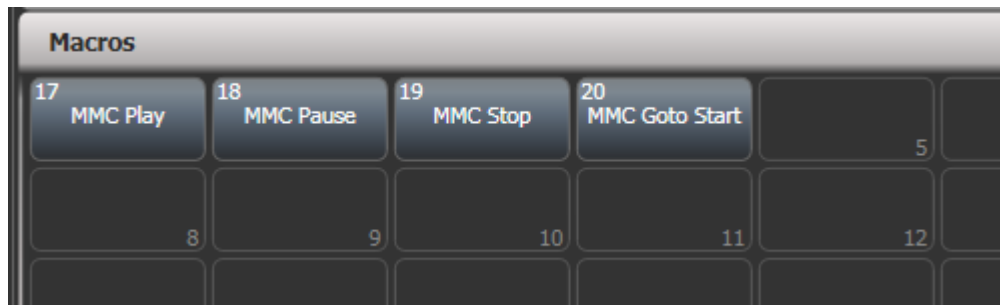 Macros
17 18 19 20
MMC Play MMC Pause MMC Stop MMC Goto Start
5
8 9 10 11 12